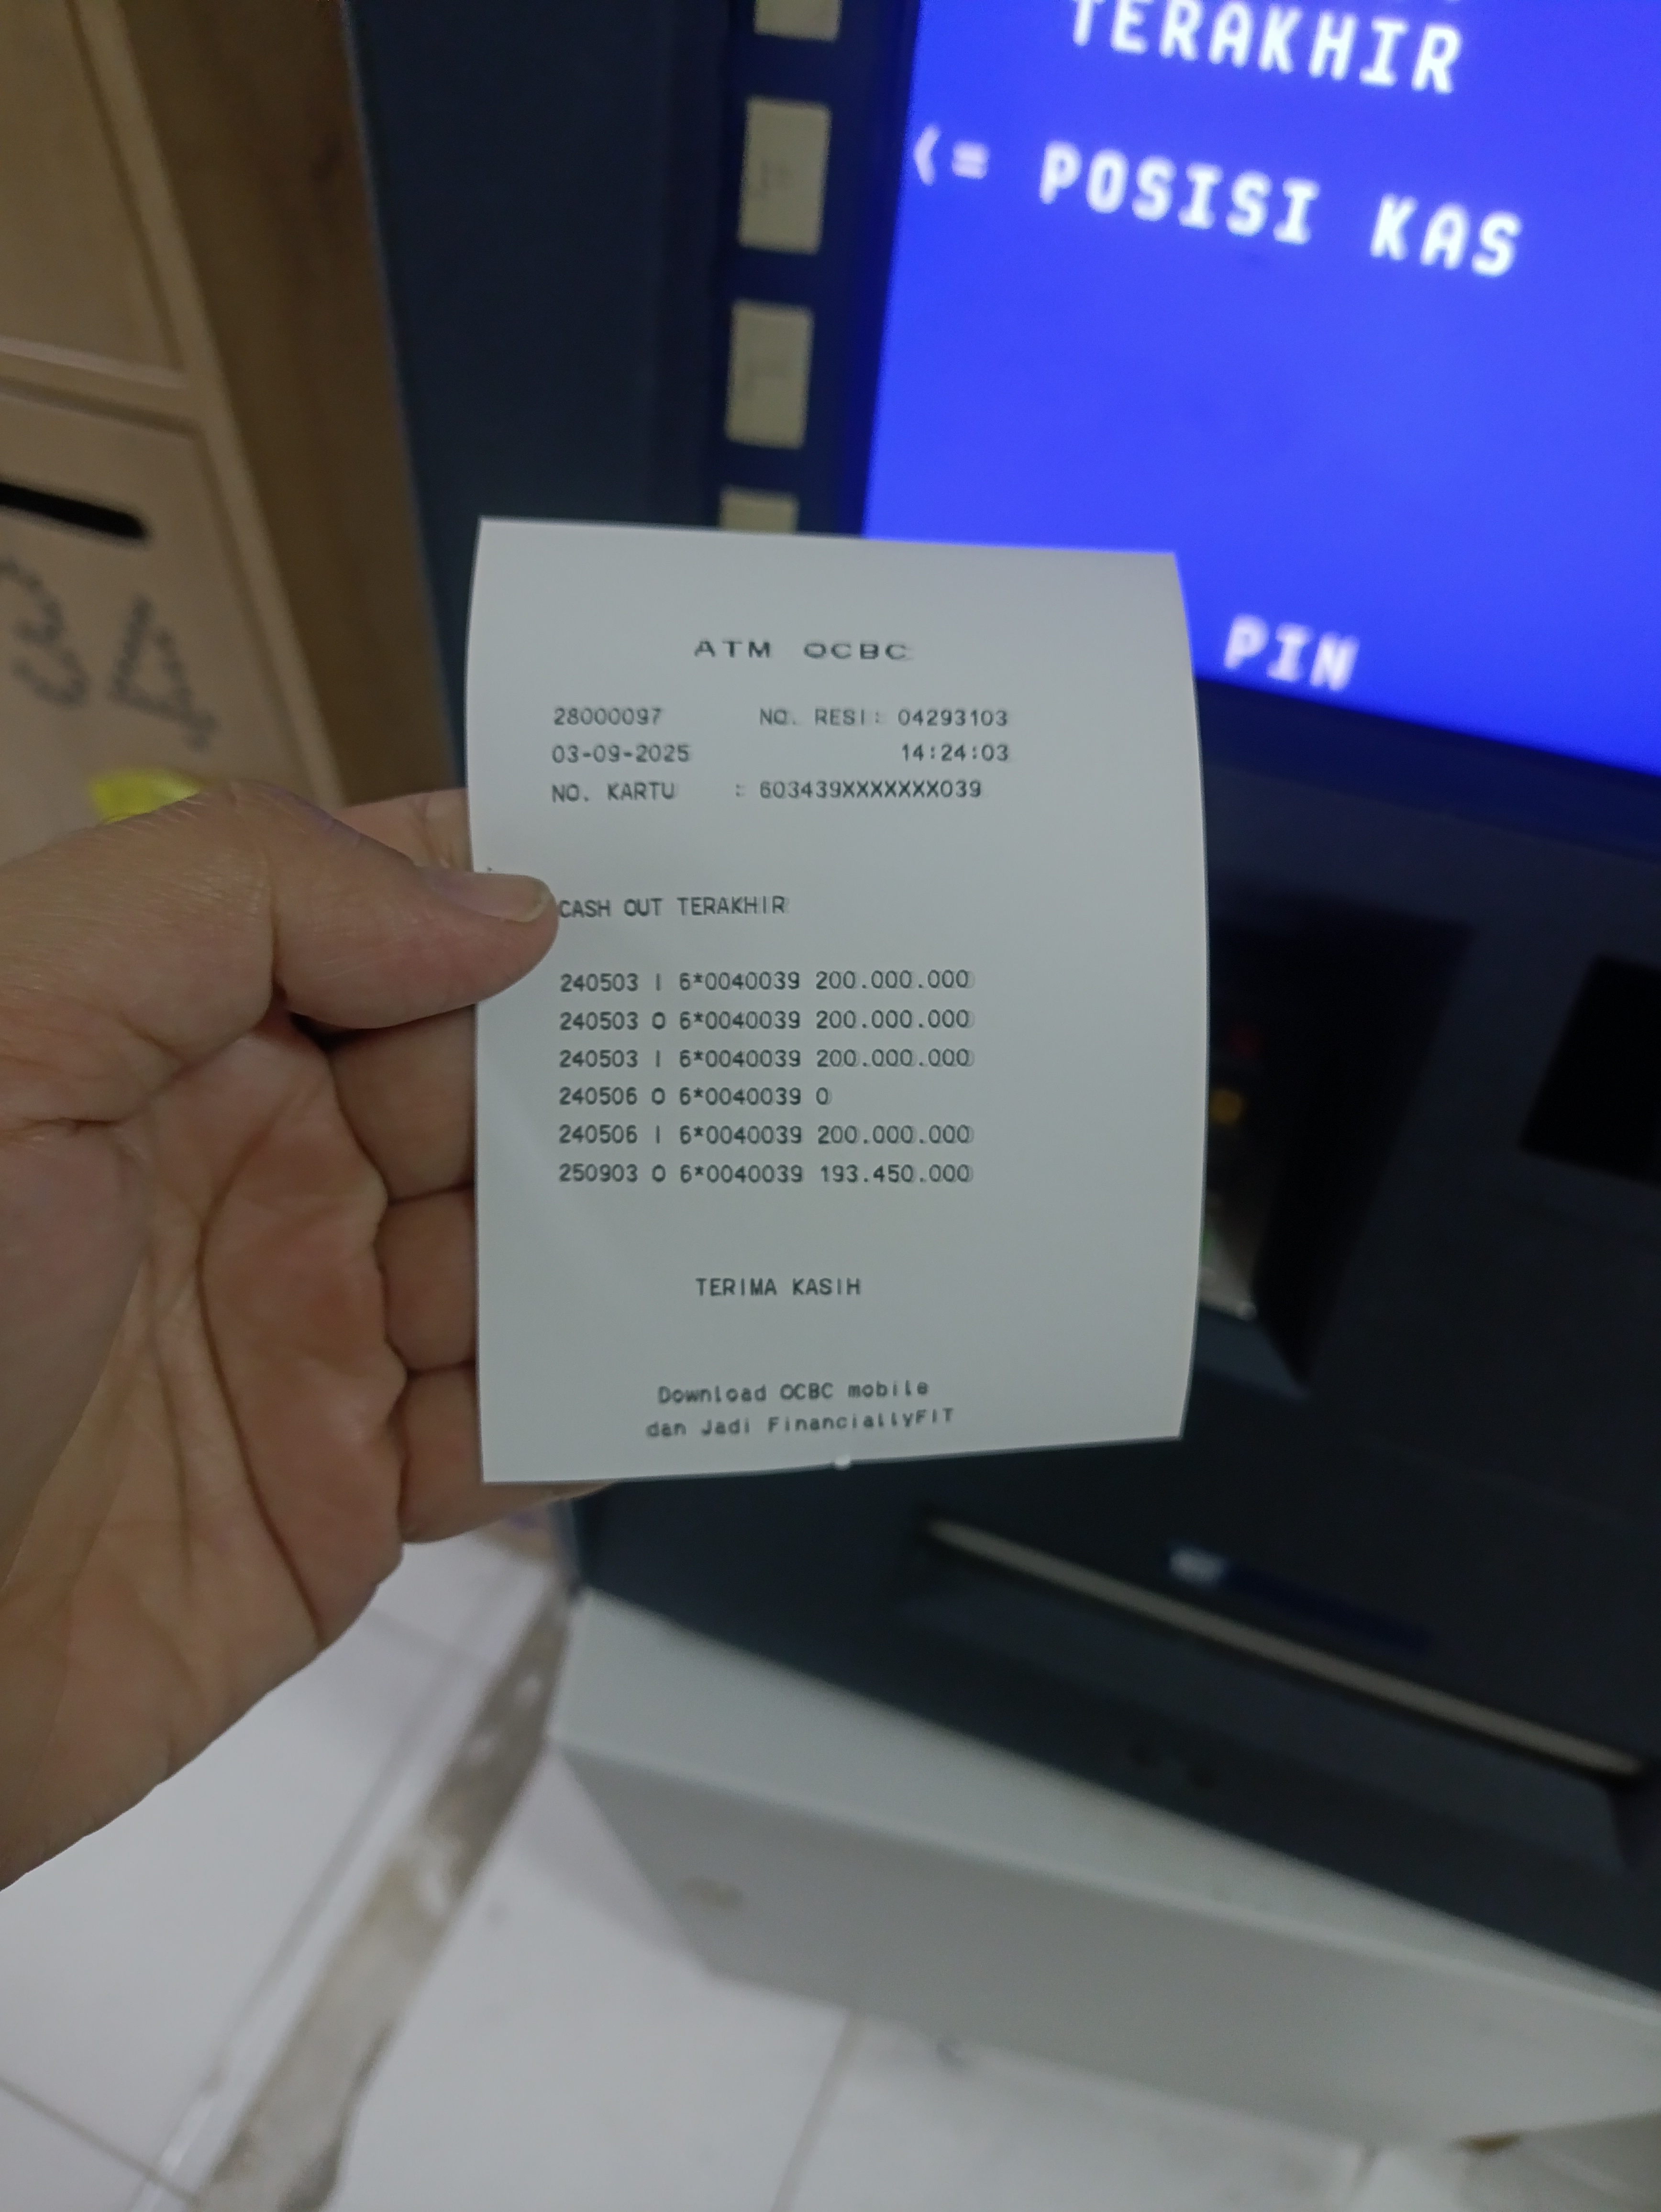 TERAKHIR
<= POSISI KAS
PIN
ATM OCBC
28000097 NO. RESI: 04293103
03-09-2025 14:24:03
NO. KARTU : 603439XXXXXXX039
CASH OUT TERAKHIR
240503 I 6*0040039 200.000.000
240503 O 6*0040039 200.000.000
240503 I 6*0040039 200.000.000
240506 O 6*0040039 0
240506 I 6*0040039 200.000.000
250903 O 6*0040039 193.450.000
TERIMA KASIH
Download OCBC mobile
dan Jadi FinanciallyFIT